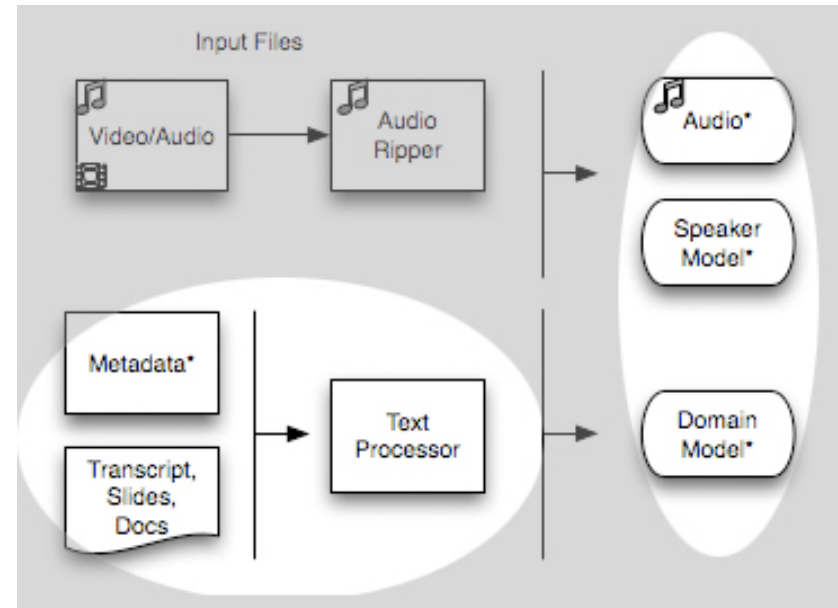 Input Files
Video/Audio
Audio
Ripper
Audio*
Speaker
Model*
Metadata*
Transcript,
Slides,
Docs
Text
Processor
Domain
Model*